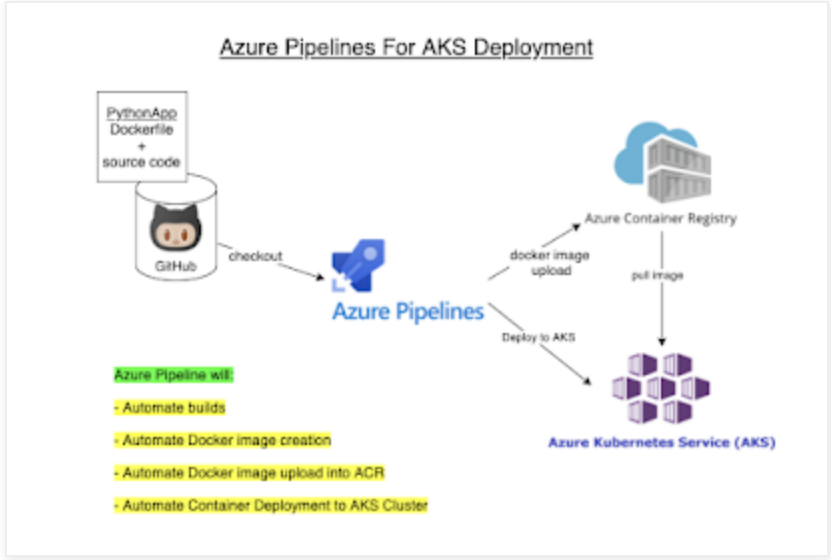 Azure Pipelines For AKS Deployment
PythonApp
Dockerfile
+
source code
GitHub
checkout
Azure Pipelines
docker image
upload
Azure Container Registry
pull image
Deploy to AKS
Azure Kubernetes Service (AKS)
Azure Pipeline will:
- Automate builds
- Automate Docker image creation
- Automate Docker image upload into ACR
- Automate Container Deployment to AKS Cluster